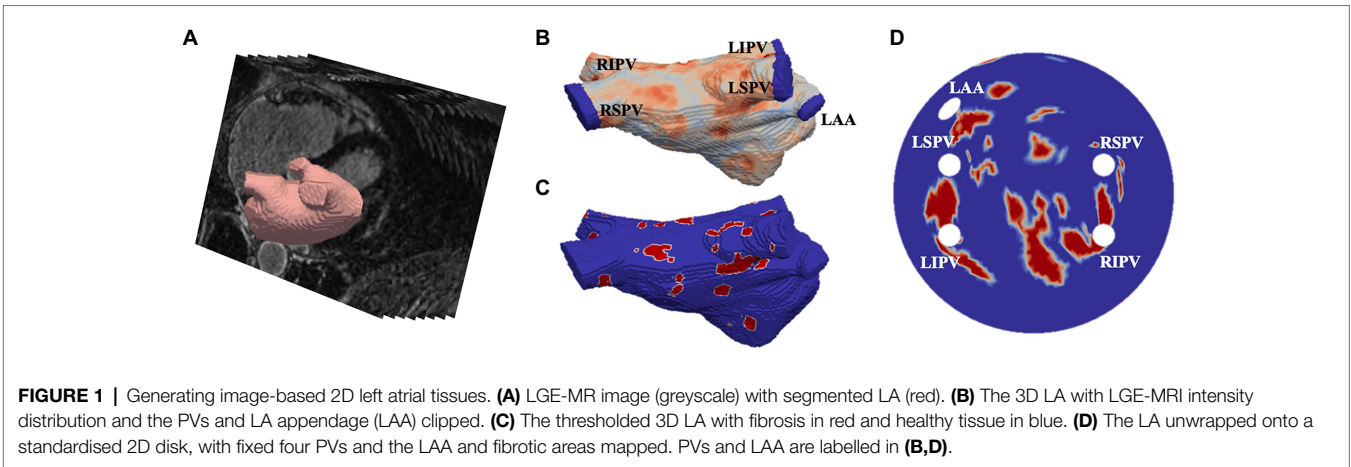 A
B
LIPV
RIPV
LSPV
RSPV
LAA
C
D
LAA
LSPV
RSPV
LIPV
RIPV
FIGURE 1 | Generating image-based 2D left atrial tissues. (A) LGE-MR image (greyscale) with segmented LA (red). (B) The 3D LA with LGE-MRI intensity
distribution and the PVs and LA appendage (LAA) clipped. (C) The thresholded 3D LA with fibrosis in red and healthy tissue in blue. (D) The LA unwrapped onto a
standardised 2D disk, with fixed four PVs and the LAA and fibrotic areas mapped. PVs and LAA are labelled in (B,D).